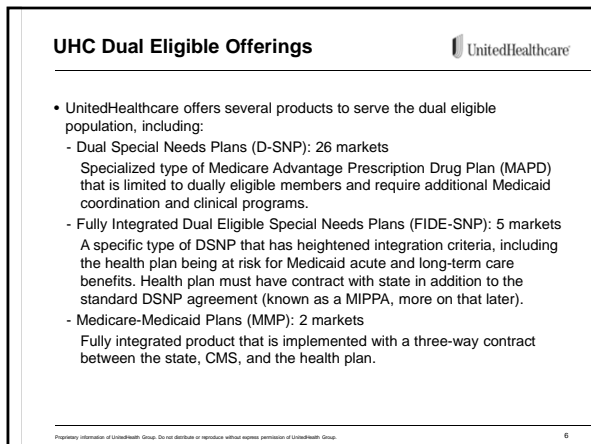 UHC Dual Eligible Offerings
UnitedHealthcare®
• UnitedHealthcare offers several products to serve the dual eligible
population, including:
- Dual Special Needs Plans (D-SNP): 26 markets
Specialized type of Medicare Advantage Prescription Drug Plan (MAPD)
that is limited to dually eligible members and require additional Medicaid
coordination and clinical programs.
- Fully Integrated Dual Eligible Special Needs Plans (FIDE-SNP): 5 markets
A specific type of DSNP that has heightened integration criteria, including
the health plan being at risk for Medicaid acute and long-term care
benefits. Health plan must have contract with state in addition to the
standard DSNP agreement (known as a MIPPA, more on that later).
- Medicare-Medicaid Plans (MMP): 2 markets
Fully integrated product that is implemented with a three-way contract
between the state, CMS, and the health plan.
Proprietary information of UnitedHealth Group. Do not distribute or reproduce without express permission of UnitedHealth Group.
6